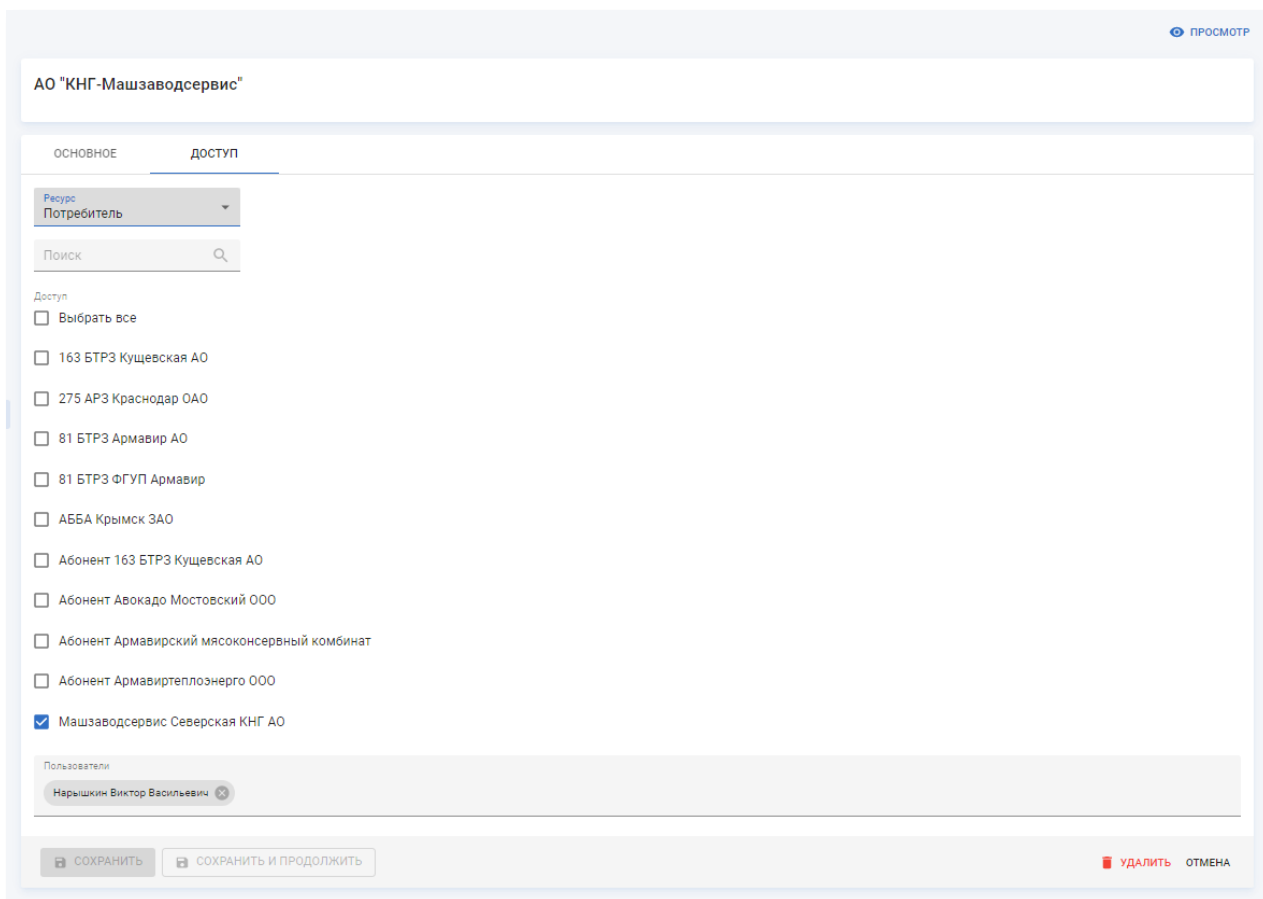 ПРОСМОТР
АО "КНГ-Машзаводсервис"
ОСНОВНОЕ ДОСТУП
Ресурс
Потребитель
Поиск
Доступ
Выбрать все
163 БТРЗ Кущевская АО
275 АРЗ Краснодар ОАО
81 БТРЗ Армавир АО
81 БТРЗ ФГУП Армавир
АББА Крымск ЗАО
Абонент 163 БТРЗ Кущевская АО
Абонент Авокадо Мостовский ООО
Абонент Армавирский мясоконсервный комбинат
Абонент Армавиртеплоэнерго ООО
Машзаводсервис Северская КНГ АО
Пользователи
Нарышкин Виктор Васильевич
СОХРАНИТЬ СОХРАНИТЬ И ПРОДОЛЖИТЬ УДАЛИТЬ ОТМЕНА